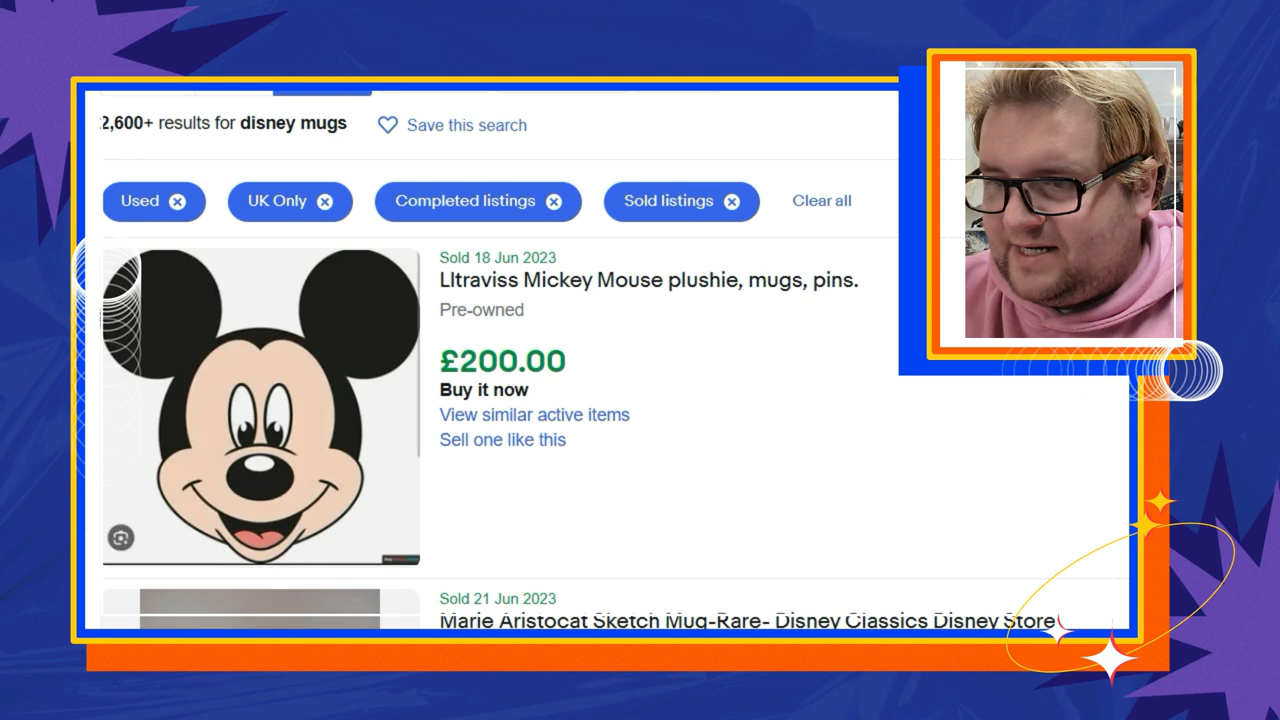 2,600+ results for disney mugs
Save this search
Used
UK Only
Completed listings
Sold listings
Clear all
Sold 18 Jun 2023
Lltraviss Mickey Mouse plushie, mugs, pins.
Pre-owned
£200.00
Buy it now
View similar active items
Sell one like this
Sold 21 Jun 2023
Marie Aristocat Sketch Mug-Rare- Disney Classics Disney Store